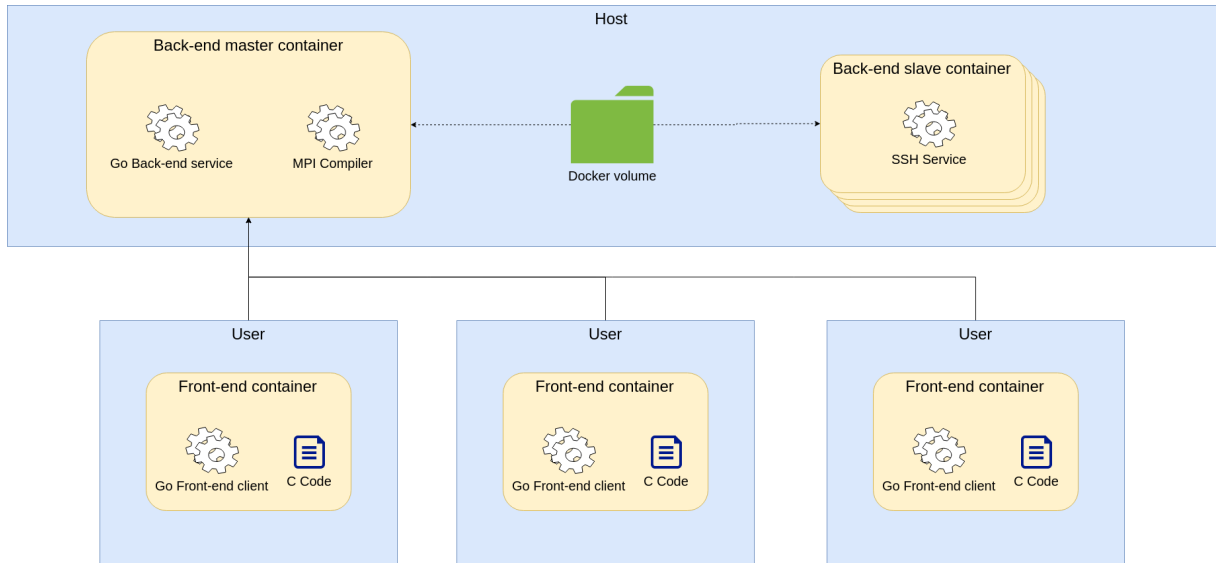 Host
Back-end master container
Go Back-end service
MPI Compiler
Docker volume
Back-end slave container
SSH Service
User
Front-end container
Go Front-end client
C Code
User
Front-end container
Go Front-end client
C Code
User
Front-end container
Go Front-end client
C Code